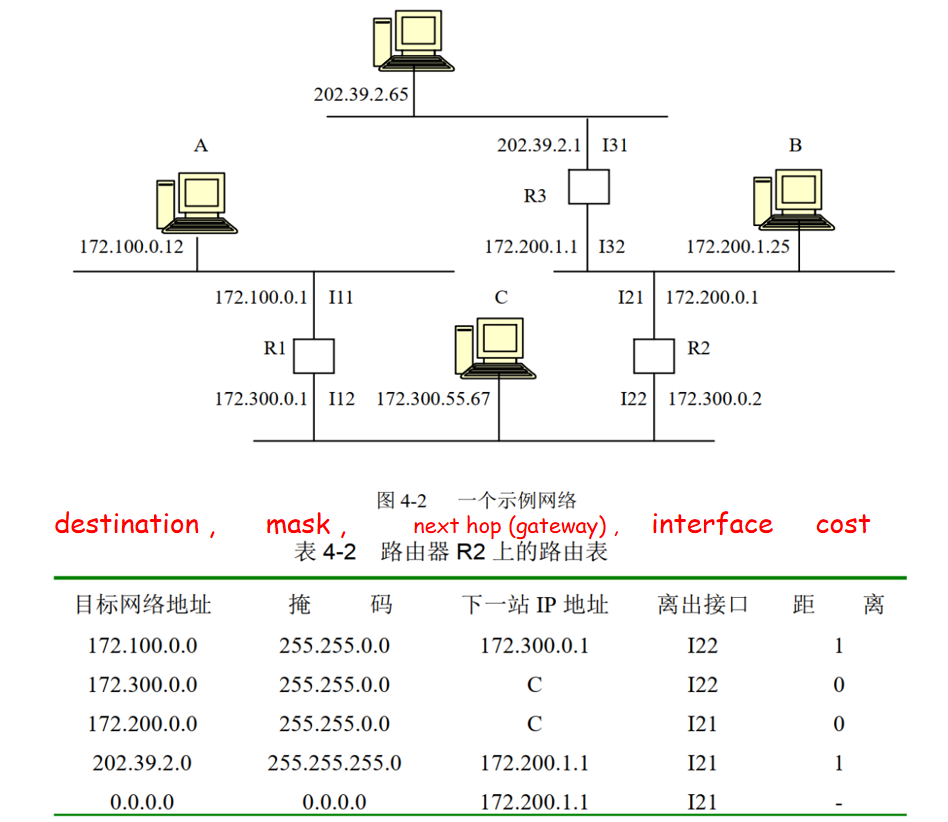 202.39.2.65
A
202.39.2.1 I31
B
R3
172.100.0.12
172.200.1.1 I32
172.200.1.25
172.100.0.1 I11
C
I21 172.200.0.1
R1
R2
172.300.0.1 I12
172.300.55.67
I22 172.300.0.2
图 4-2 一个示例网络
destination , mask , next hop (gateway) , interface cost
表 4-2 路由器 R2 上的路由表
目标网络地址 掩 码 下一站 IP 地址 离出接口 距 离
172.100.0.0 255.255.0.0 172.300.0.1 I22 1
172.300.0.0 255.255.0.0 C I22 0
172.200.0.0 255.255.0.0 C I21 0
202.39.2.0 255.255.255.0 172.200.1.1 I21 1
0.0.0.0 0.0.0.0 172.200.1.1 I21 -